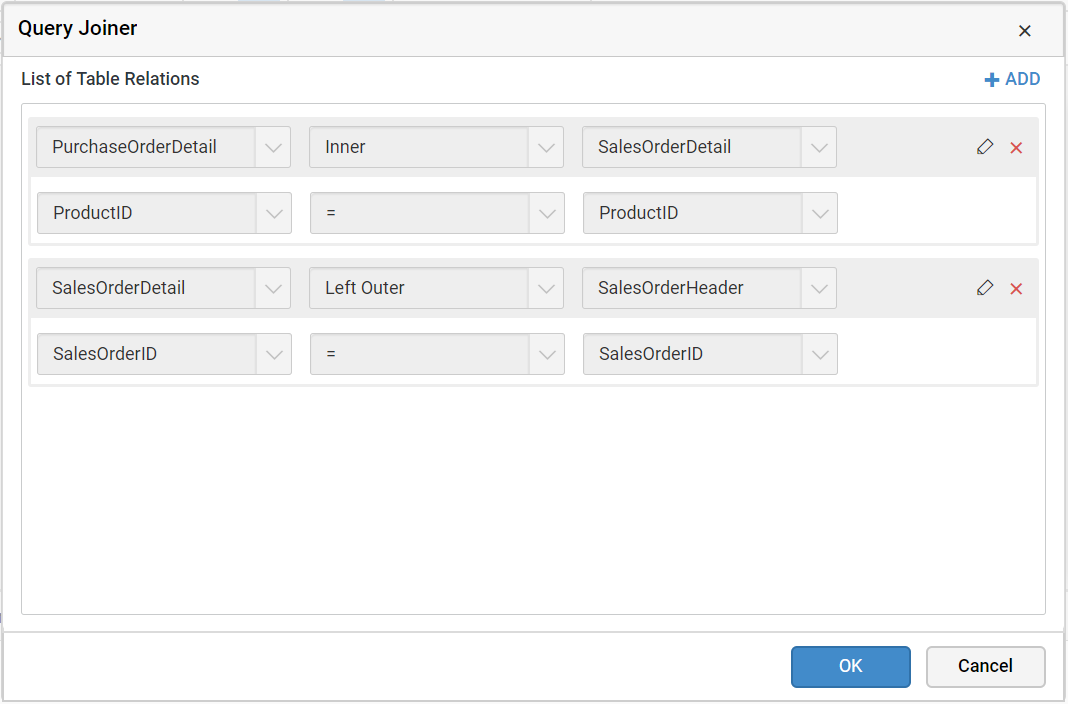 Query Joiner
List of Table Relations ADD
PurchaseOrderDetail Inner SalesOrderDetail
ProductID = ProductID
SalesOrderDetail Left Outer SalesOrderHeader
SalesOrderID = SalesOrderID
OK Cancel